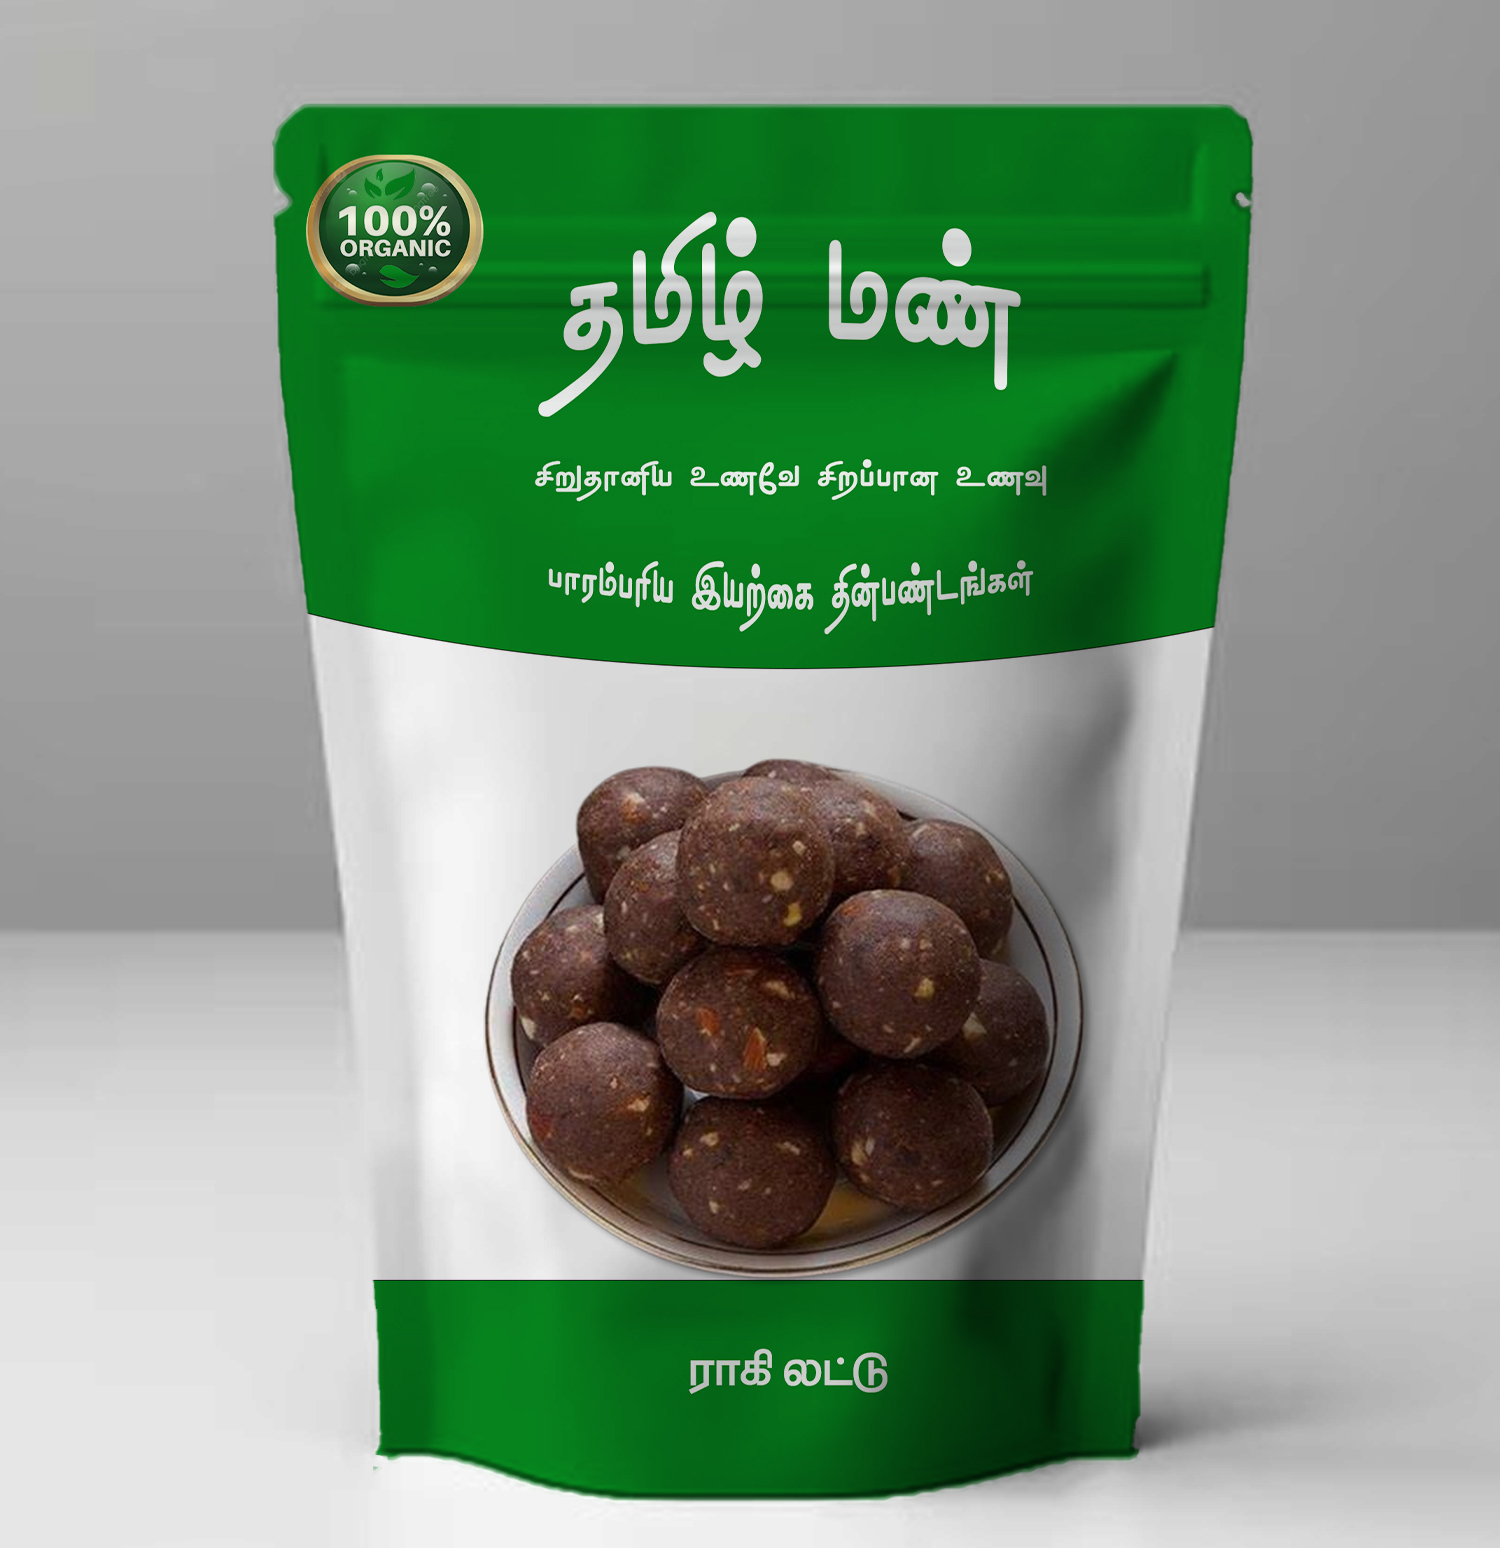 100%
ORGANIC
தமிழ் மண்
சிறுதானிய உணவே சிறப்பான உணவு
பாரம்பரிய இயற்கை தின்பண்டங்கள்
ராகி லட்டு